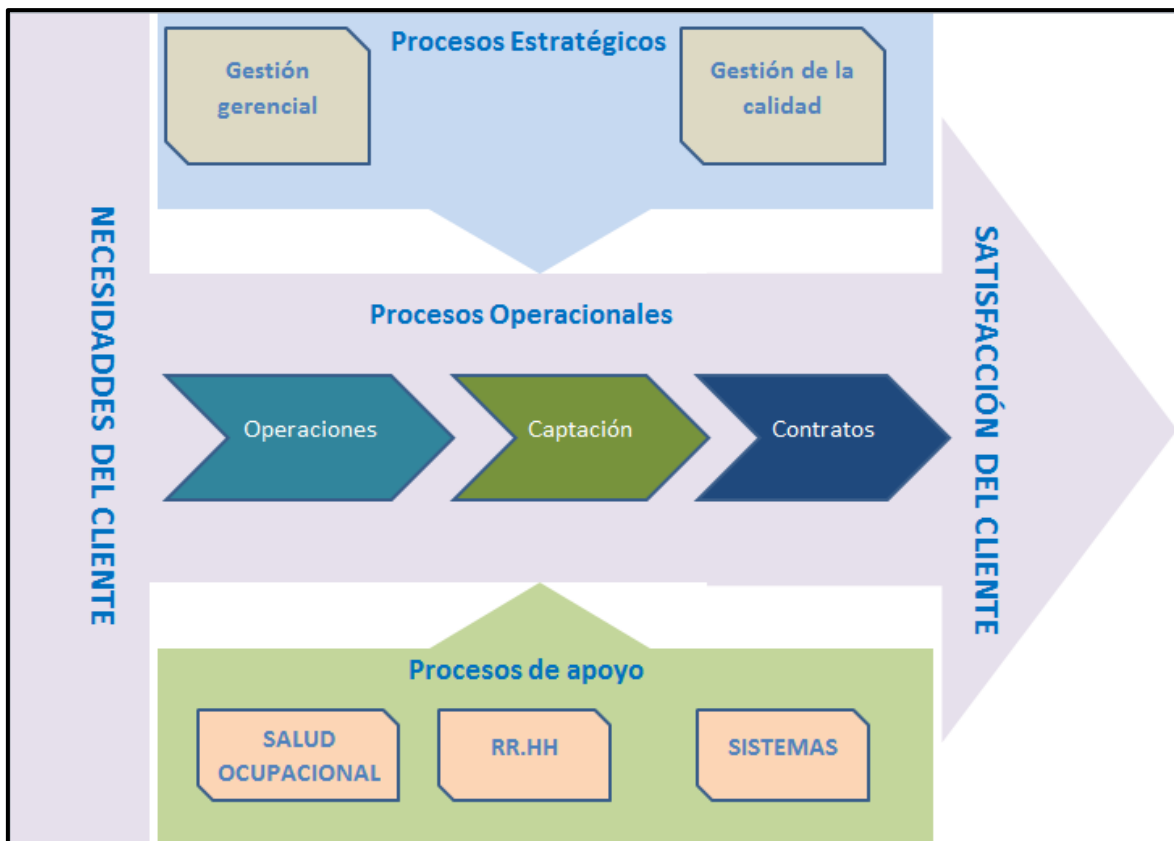 Procesos Estratégicos
Gestión
gerencial
Gestión de la
calidad
NECESIDADDES DEL CLIENTE
Procesos Operacionales
Operaciones
Captación
Contratos
SATISFACCIÓN DEL CLIENTE
Procesos de apoyo
SALUD
OCUPACIONAL
RR.HH
SISTEMAS